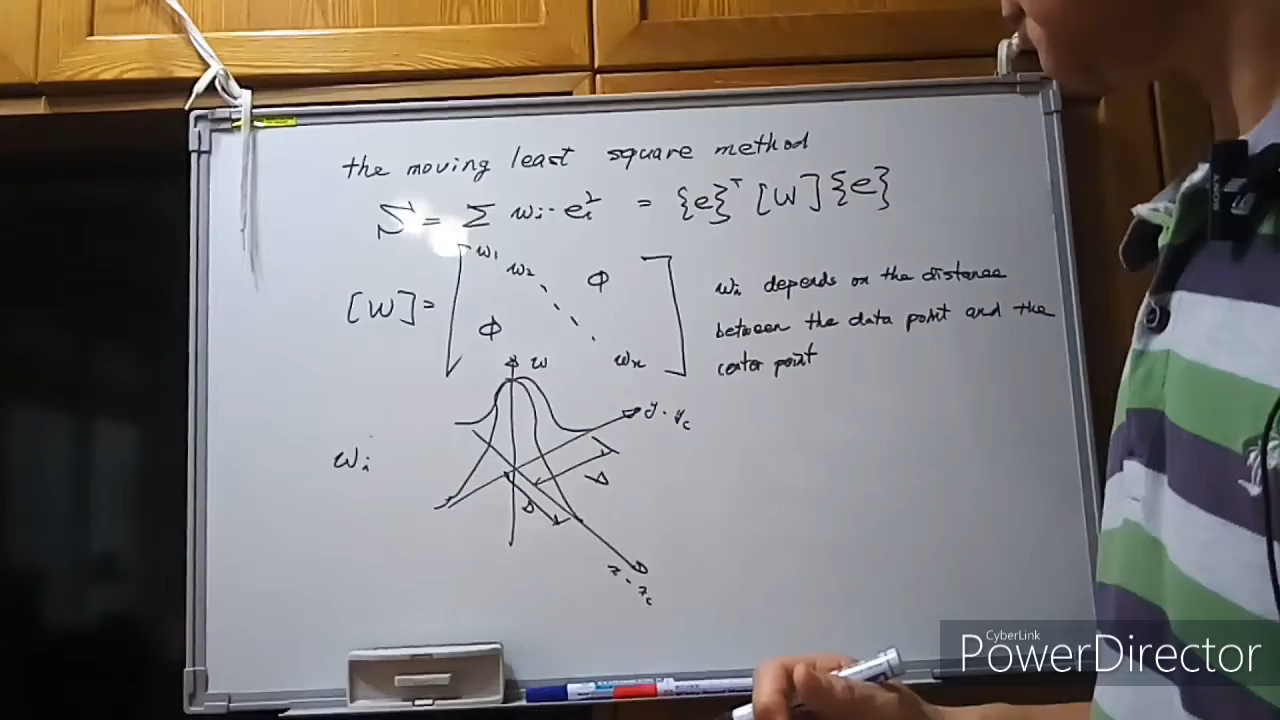 the moving least square method
S = Σ wi · ei² = {e}ᵀ [W] {e}
[W] =
w1
w2
φ
φ
wn
wi depends on the distance
between the data point and the
center point
w
y - yc
wi
Δ
Δ
x - xc
CyberLink
PowerDirector